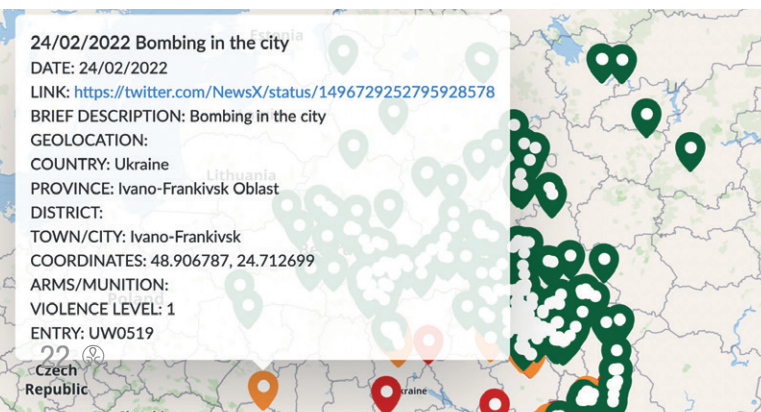 24/02/2022 Bombing in the city
DATE: 24/02/2022
LINK: https://twitter.com/NewsX/status/1496729252795928578
BRIEF DESCRIPTION: Bombing in the city
GEOLOCATION:
COUNTRY: Ukraine
PROVINCE: Ivano-Frankivsk Oblast
DISTRICT:
TOWN/CITY: Ivano-Frankivsk
COORDINATES: 48.906787, 24.712699
ARMS/MUNITION:
VIOLENCE LEVEL: 1
ENTRY: UW0519
Estonia
Lithuania
Poland
22
Czech
Republic
kraine